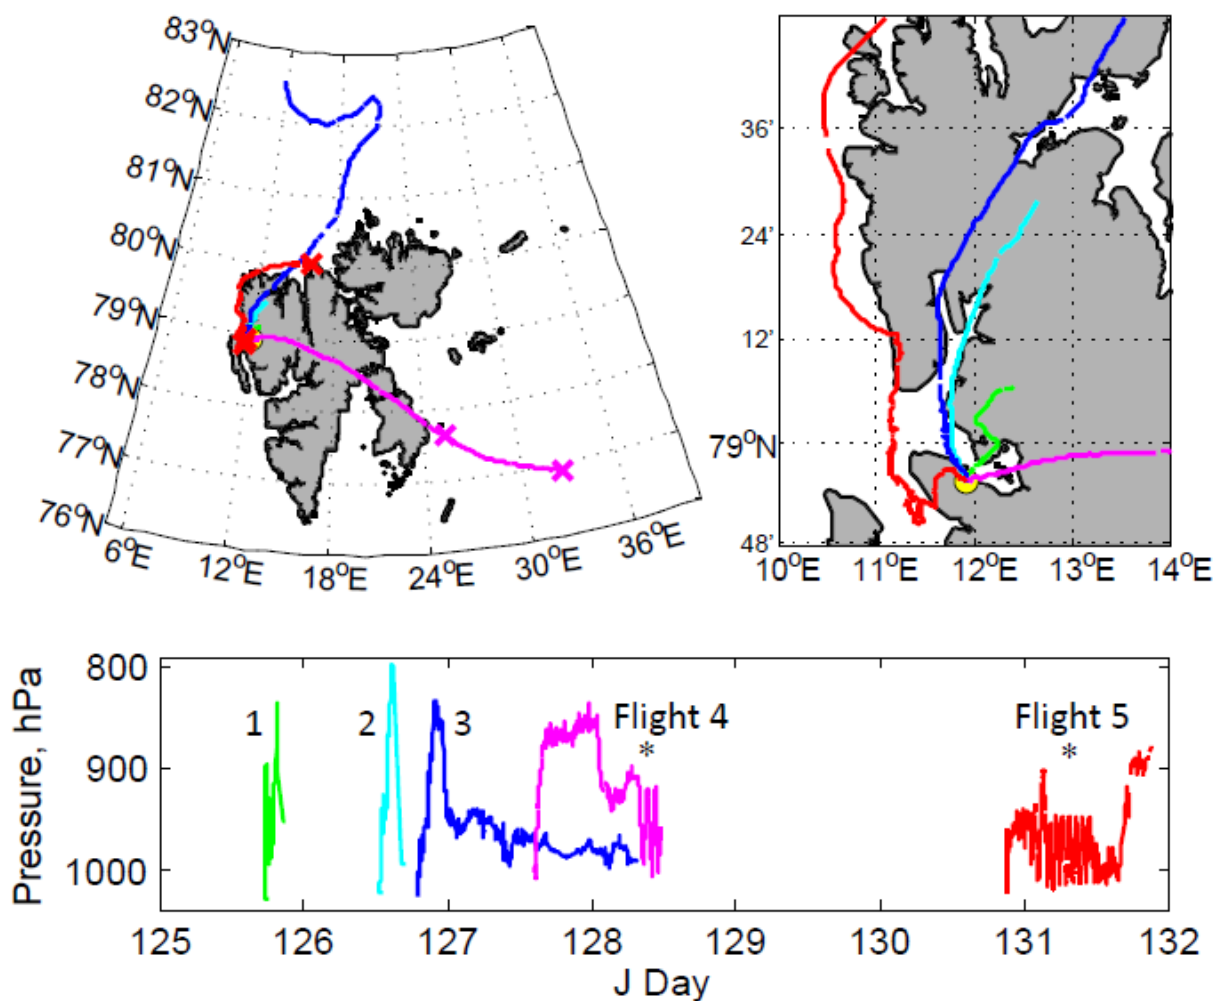 83°N
82°N
81°N
80°N
79°N
78°N
77°N
76°N
6°E
12°E
18°E
24°E
30°E
36°E
36'
24'
12'
79°N
48'
10°E
11°E
12°E
13°E
14°E
Pressure, hPa
800
900
1000
1
2
3
Flight 4
*
Flight 5
*
125
126
127
128
129
130
131
132
J Day